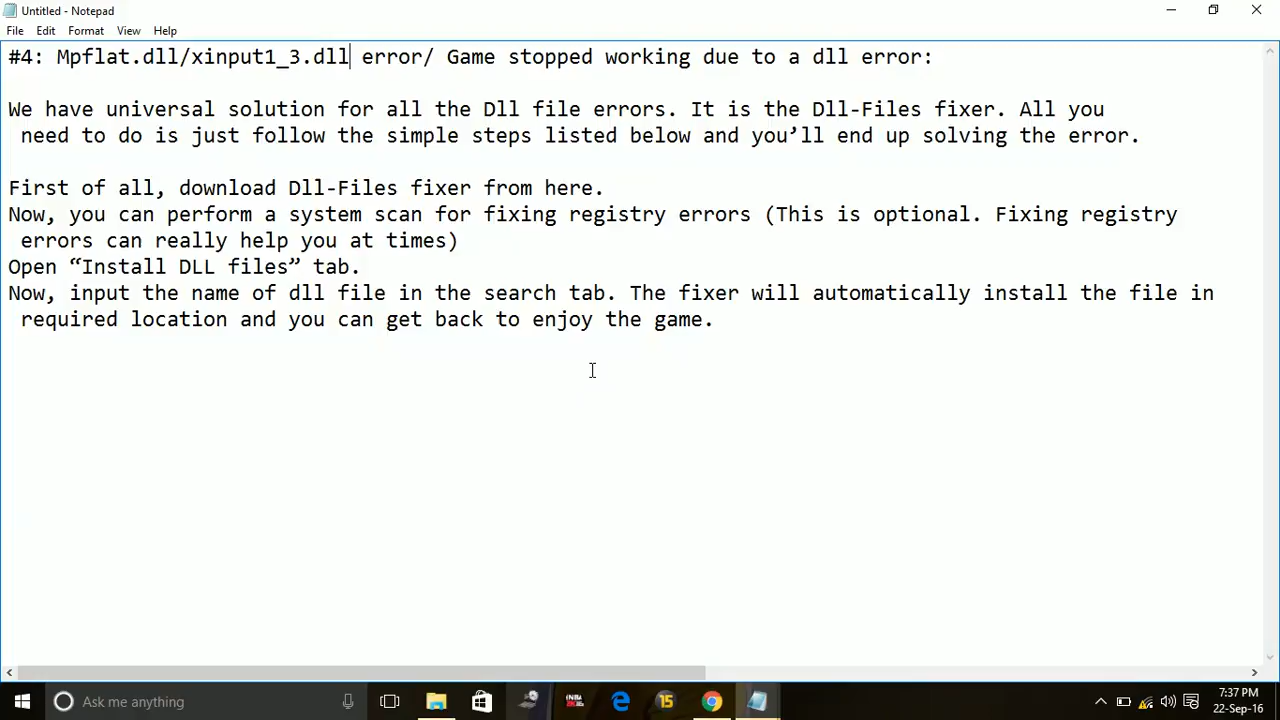 Untitled - Notepad
File Edit Format View Help
#4: Mpflat.dll/xinput1_3.dll error/ Game stopped working due to a dll error:
We have universal solution for all the Dll file errors. It is the Dll-Files fixer. All you
need to do is just follow the simple steps listed below and you’ll end up solving the error.
First of all, download Dll-Files fixer from here.
Now, you can perform a system scan for fixing registry errors (This is optional. Fixing registry
errors can really help you at times)
Open “Install DLL files” tab.
Now, input the name of dll file in the search tab. The fixer will automatically install the file in
required location and you can get back to enjoy the game.
Ask me anything
15
7:37 PM
22-Sep-16